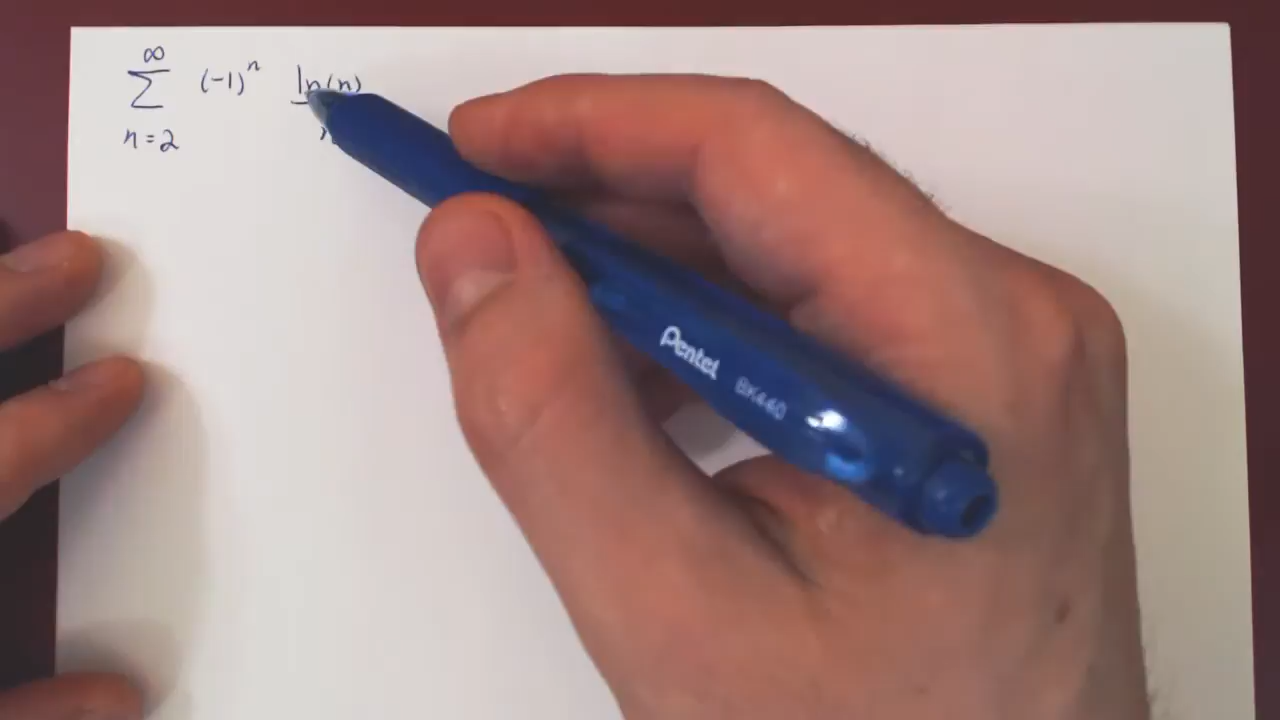 ∞
∑ (-1)ⁿ ln(n)
n=2
Pentel BK440